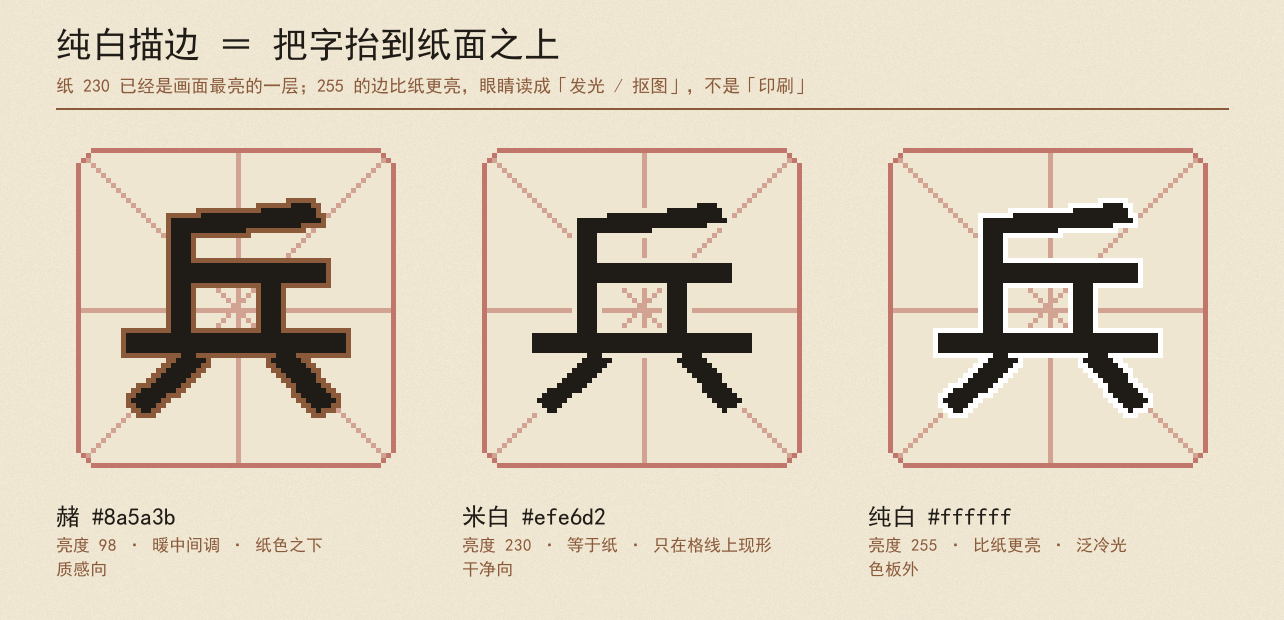 纯白描边 ＝ 把字抬到纸面之上
纸 230 已经是画面最亮的一层；255 的边比纸更亮，眼睛读成「发光 / 抠图」，不是「印刷」
兵
兵
兵
赭 #8a5a3b
亮度 98 · 暖中间调 · 纸色之下
质感向
米白 #efe6d2
亮度 230 · 等于纸 · 只在格线上现形
干净向
纯白 #ffffff
亮度 255 · 比纸更亮 · 泛冷光
色板外